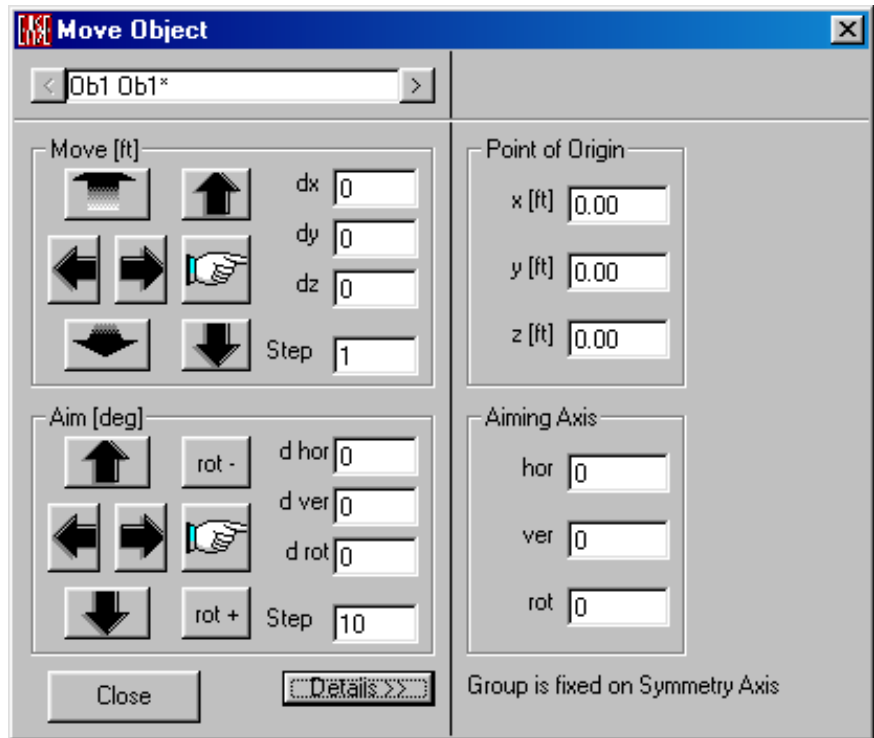 EASE Move Object
< Ob1 Ob1* >
Move [ft]
dx 0
dy 0
dz 0
Step 1
Aim [deg]
rot -
d hor 0
d ver 0
d rot 0
rot +
Step 10
Close
Details >>
Point of Origin
x [ft] 0.00
y [ft] 0.00
z [ft] 0.00
Aiming Axis
hor 0
ver 0
rot 0
Group is fixed on Symmetry Axis